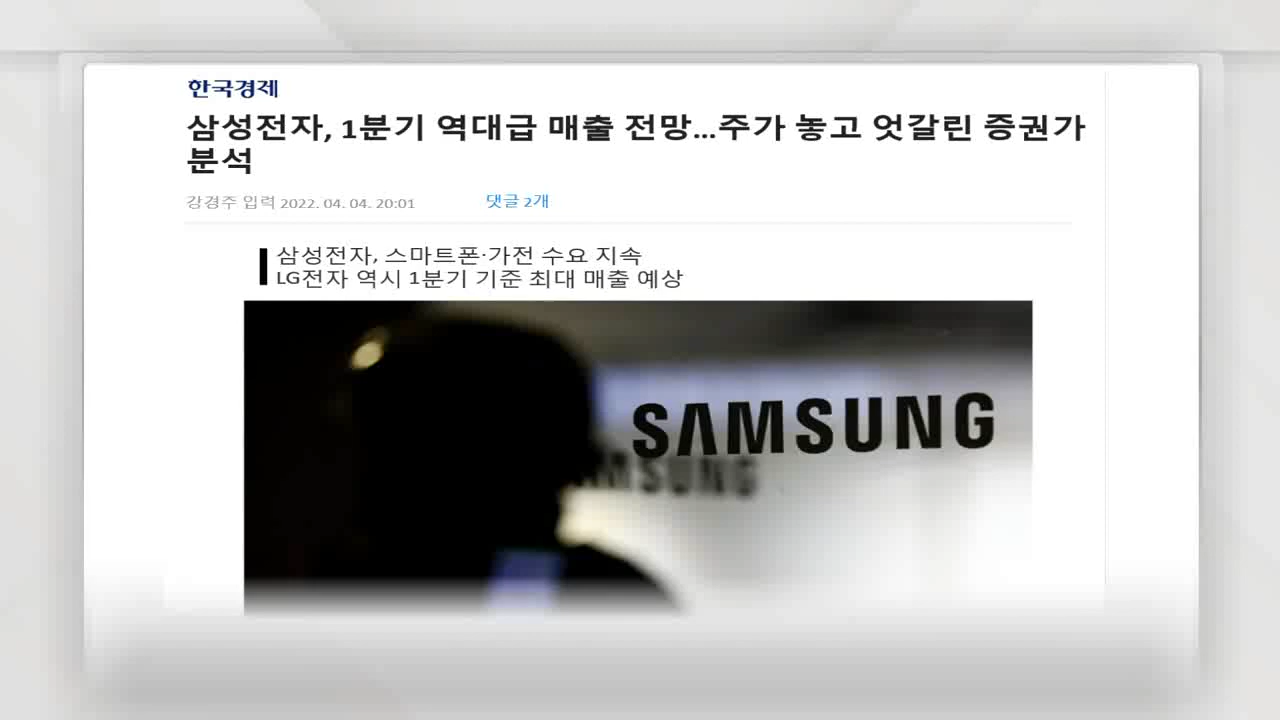 한국경제
삼성전자, 1분기 역대급 매출 전망...주가 놓고 엇갈린 증권가
분석
강경주 입력 2022. 04. 04. 20:01 댓글 2개
삼성전자, 스마트폰·가전 수요 지속
LG전자 역시 1분기 기준 최대 매출 예상
SAMSUNG
AMSUNG